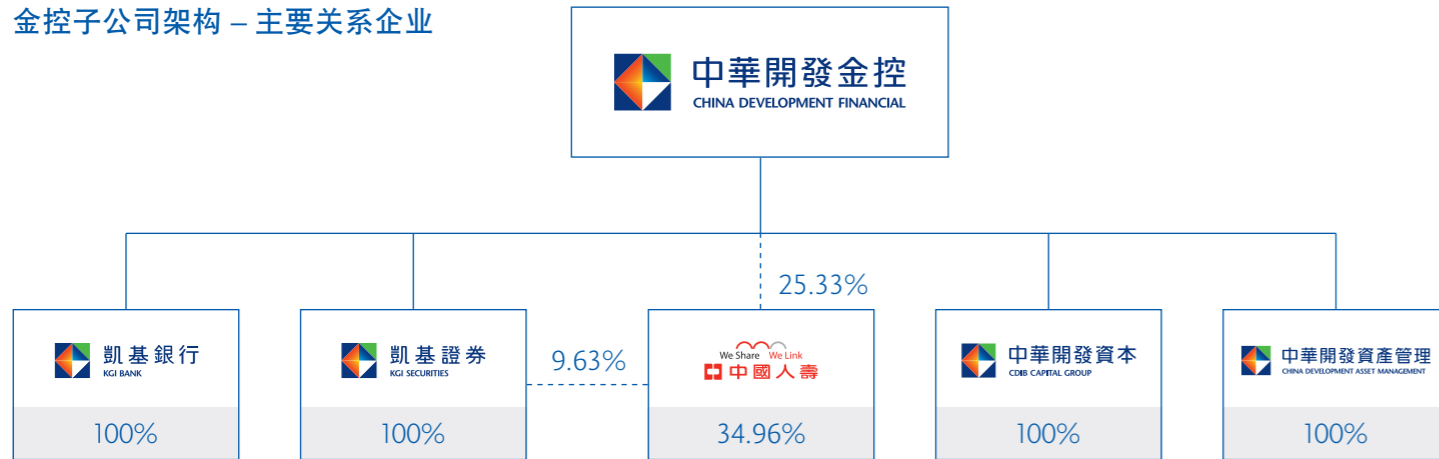 金控子公司架构 – 主要关系企业
中華開發金控
CHINA DEVELOPMENT FINANCIAL
25.33%
凱基銀行
KGI BANK
100%
凱基證券
KGI SECURITIES
100%
9.63%
We Share We Link
中國人壽
34.96%
中華開發資本
CDIB CAPITAL GROUP
100%
中華開發資產管理
CHINA DEVELOPMENT ASSET MANAGEMENT
100%